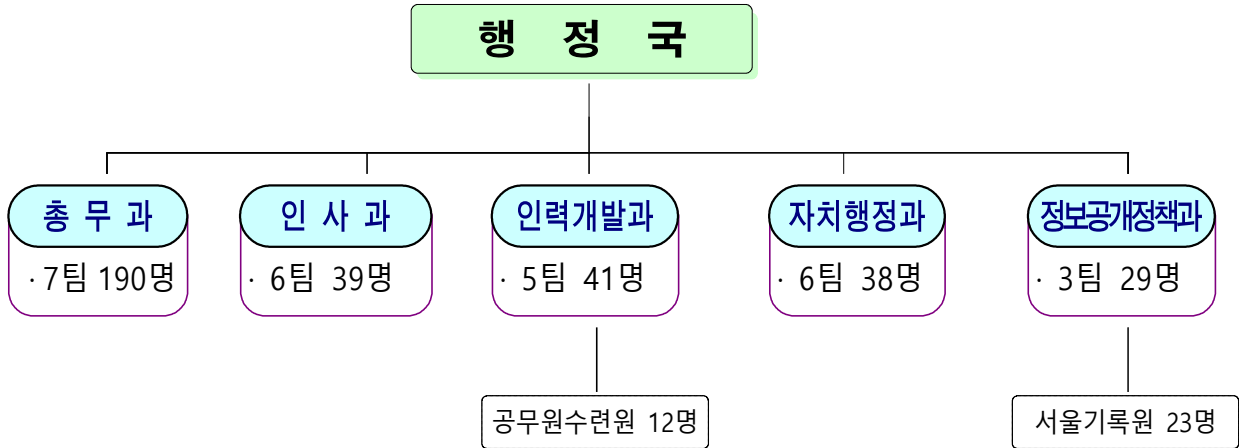 행 정 국
총 무 과
인 사 과
인력개발과
자치행정과
정보공개정책과
· 7팀 190명
· 6팀 39명
· 5팀 41명
· 6팀 38명
· 3팀 29명
공무원수련원 12명
서울기록원 23명